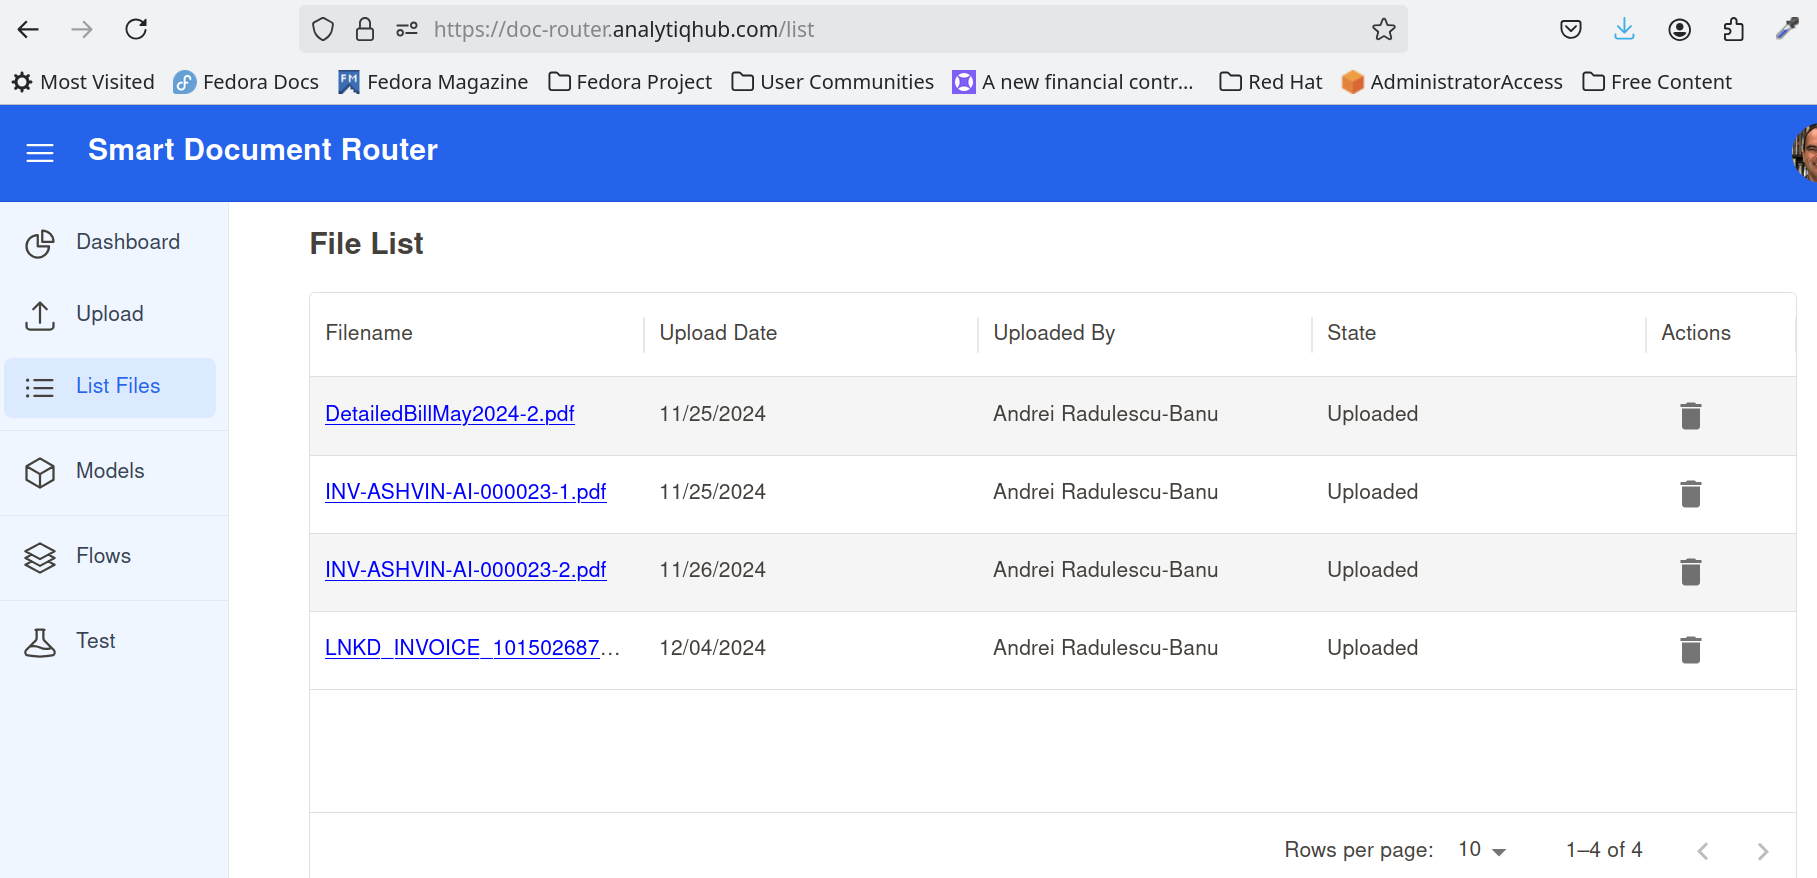 https://doc-router.analytiqhub.com/list
Most Visited Fedora Docs FM Fedora Magazine Fedora Project User Communities A new financial contr... Red Hat AdministratorAccess Free Content
Smart Document Router
Dashboard
Upload
List Files
Models
Flows
Test
File List
Filename Upload Date Uploaded By State Actions
DetailedBillMay2024-2.pdf 11/25/2024 Andrei Radulescu-Banu Uploaded
INV-ASHVIN-AI-000023-1.pdf 11/25/2024 Andrei Radulescu-Banu Uploaded
INV-ASHVIN-AI-000023-2.pdf 11/26/2024 Andrei Radulescu-Banu Uploaded
LNKD_INVOICE_101502687... 12/04/2024 Andrei Radulescu-Banu Uploaded
Rows per page: 10 1–4 of 4